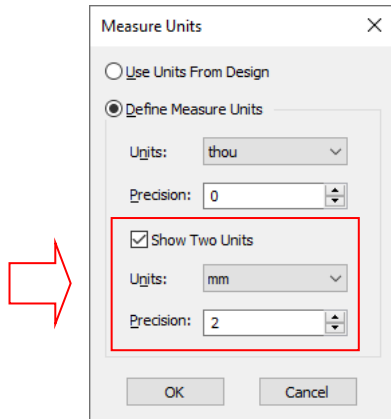 Measure Units
Use Units From Design
Define Measure Units
Units: thou
Precision: 0
Show Two Units
Units: mm
Precision: 2
OK Cancel